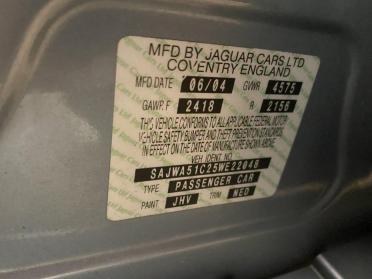 MFD BY JAGUAR CARS LTD
COVENTRY ENGLAND
MFD DATE 06/04 GVWR 4575
GAWR. F 2418 R 2156
THIS VEHICLE CONFORMS TO ALL APPLICABLE FEDERAL MOTOR
VEHICLE SAFETY BUMPER AND THEFT PREVENTION STANDARDS
IN EFFECT ON THE DATE OF MANUFACTURE SHOWN ABOVE.
VEH. IDENT NO.
SAJWA51C25WE22046
TYPE PASSENGER CAR
PAINT JHV TRIM NED